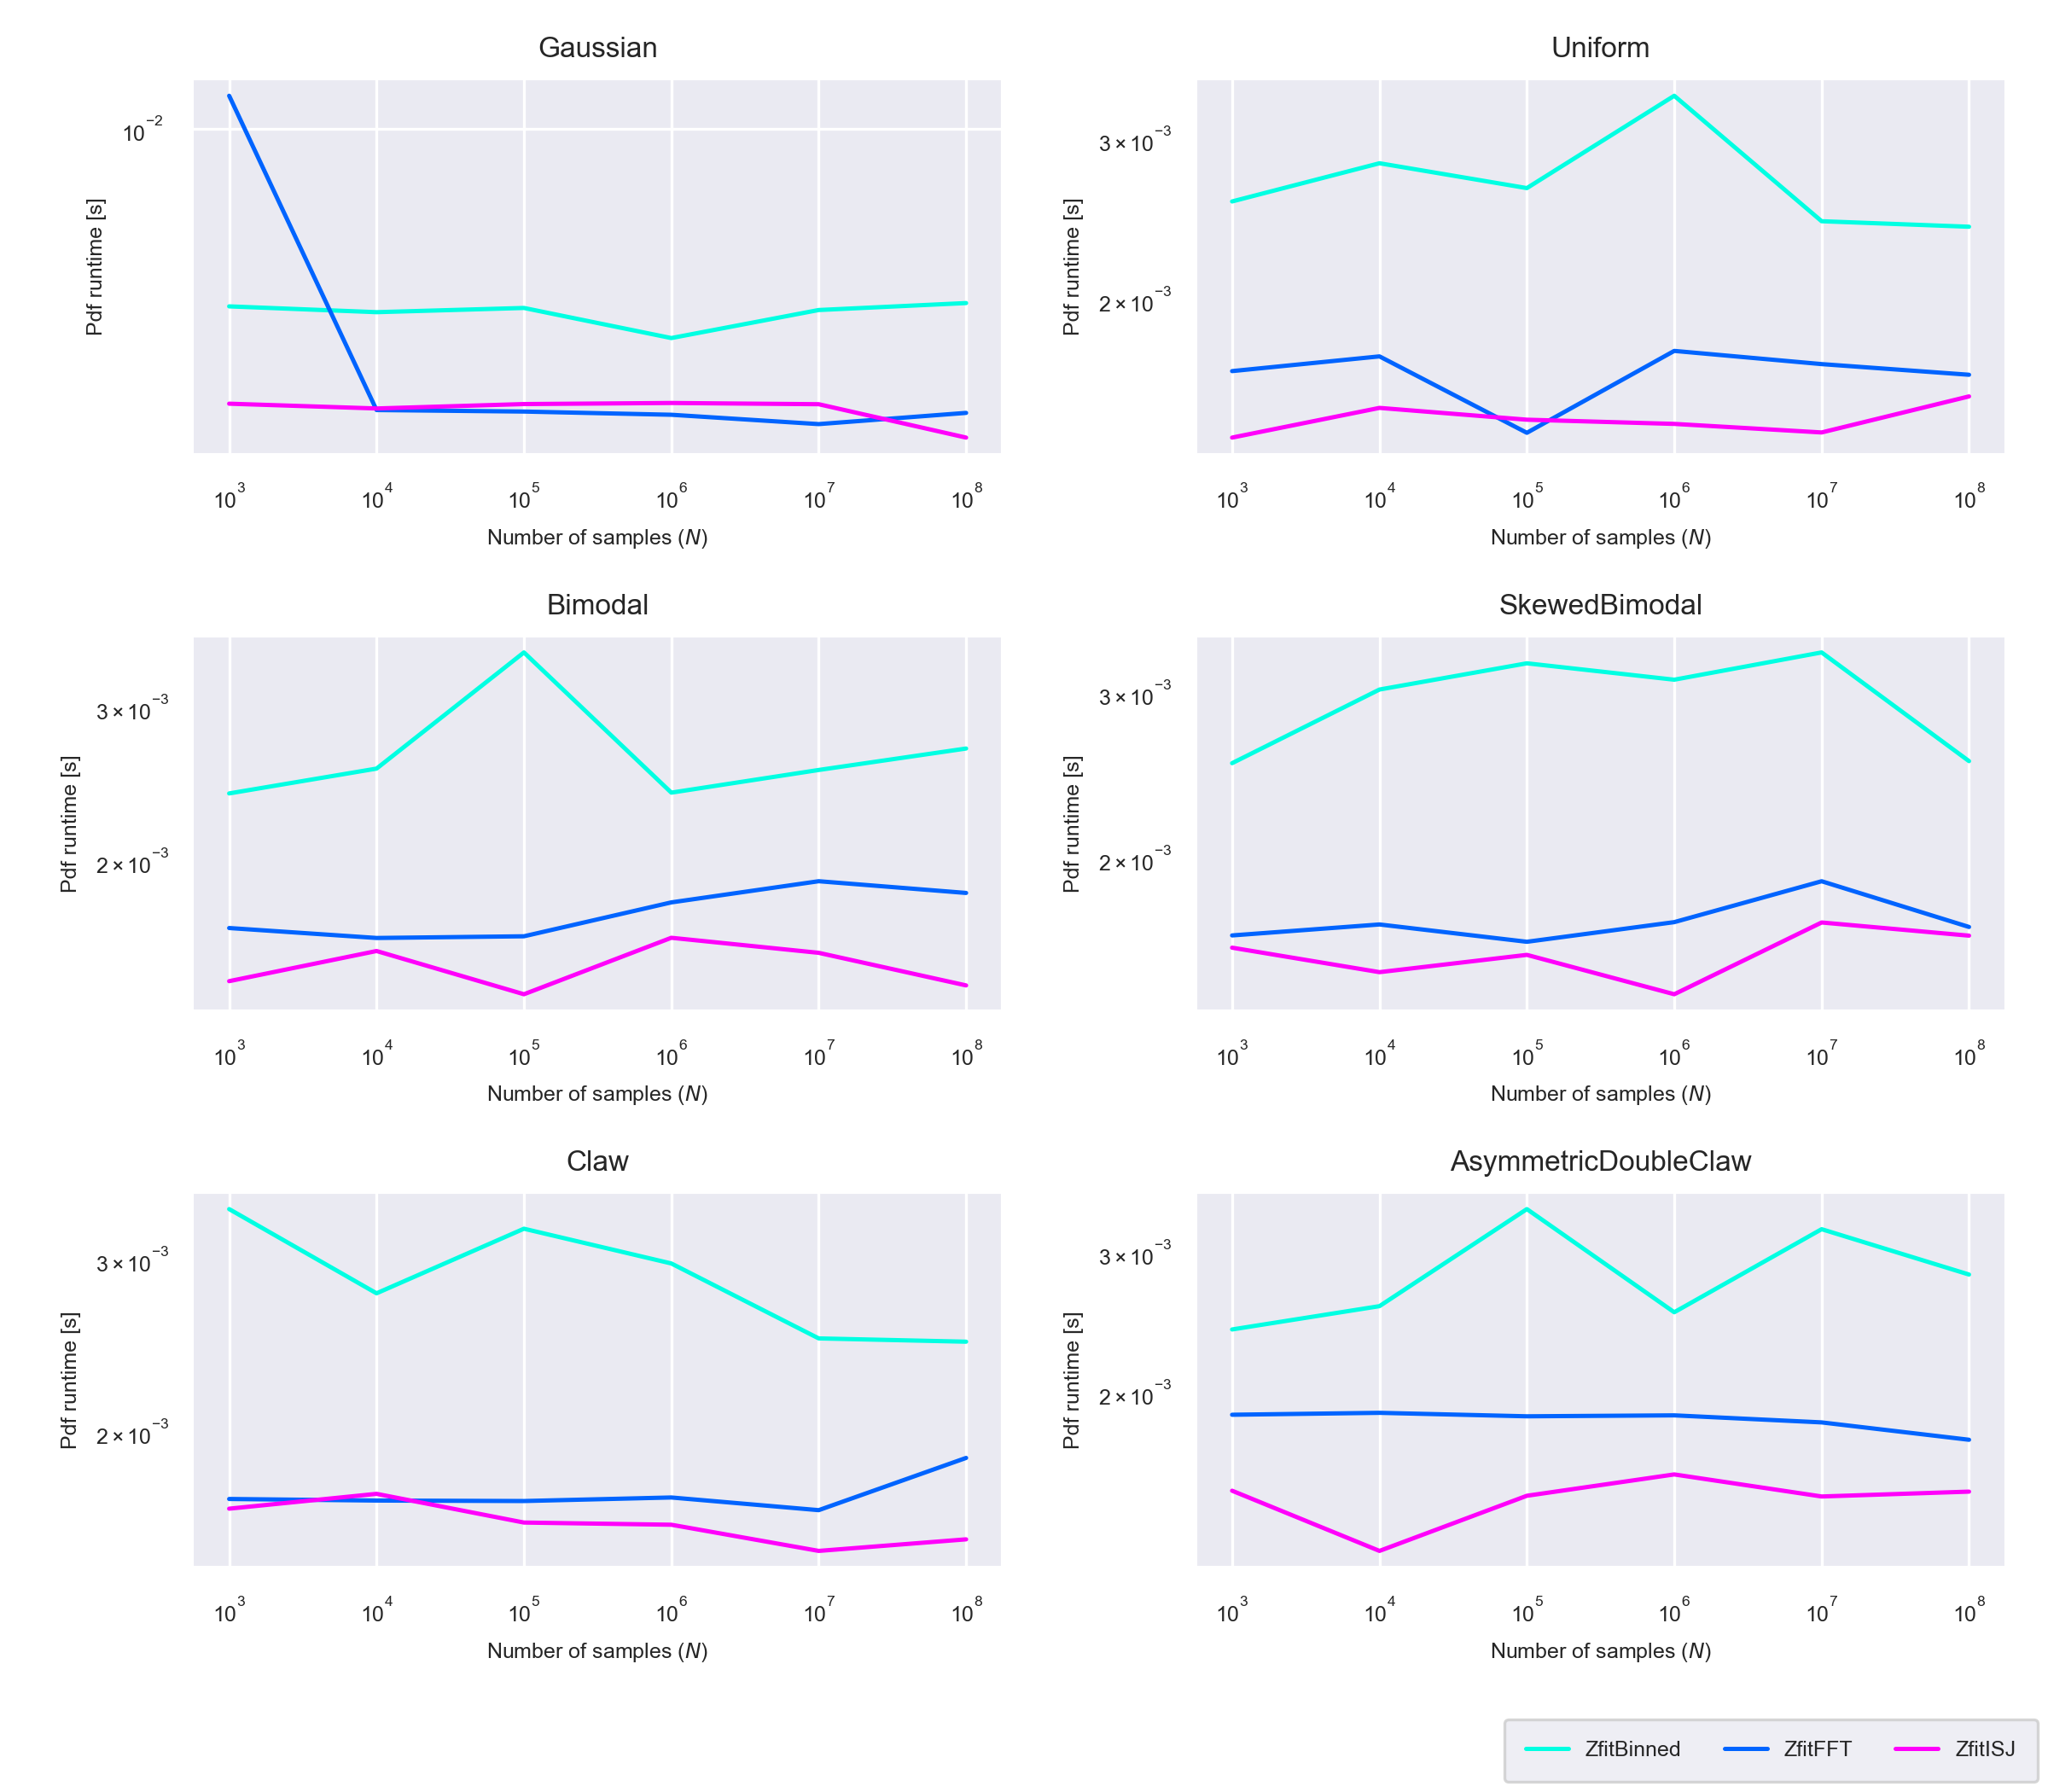 Gaussian
Pdf runtime [s]
10⁻²
10³ 10⁴ 10⁵ 10⁶ 10⁷ 10⁸
Number of samples (N)
Uniform
Pdf runtime [s]
3 × 10⁻³
2 × 10⁻³
10³ 10⁴ 10⁵ 10⁶ 10⁷ 10⁸
Number of samples (N)
Bimodal
Pdf runtime [s]
3 × 10⁻³
2 × 10⁻³
10³ 10⁴ 10⁵ 10⁶ 10⁷ 10⁸
Number of samples (N)
SkewedBimodal
Pdf runtime [s]
3 × 10⁻³
2 × 10⁻³
10³ 10⁴ 10⁵ 10⁶ 10⁷ 10⁸
Number of samples (N)
Claw
Pdf runtime [s]
3 × 10⁻³
2 × 10⁻³
10³ 10⁴ 10⁵ 10⁶ 10⁷ 10⁸
Number of samples (N)
AsymmetricDoubleClaw
Pdf runtime [s]
3 × 10⁻³
2 × 10⁻³
10³ 10⁴ 10⁵ 10⁶ 10⁷ 10⁸
Number of samples (N)
ZfitBinned ZfitFFT ZfitISJ